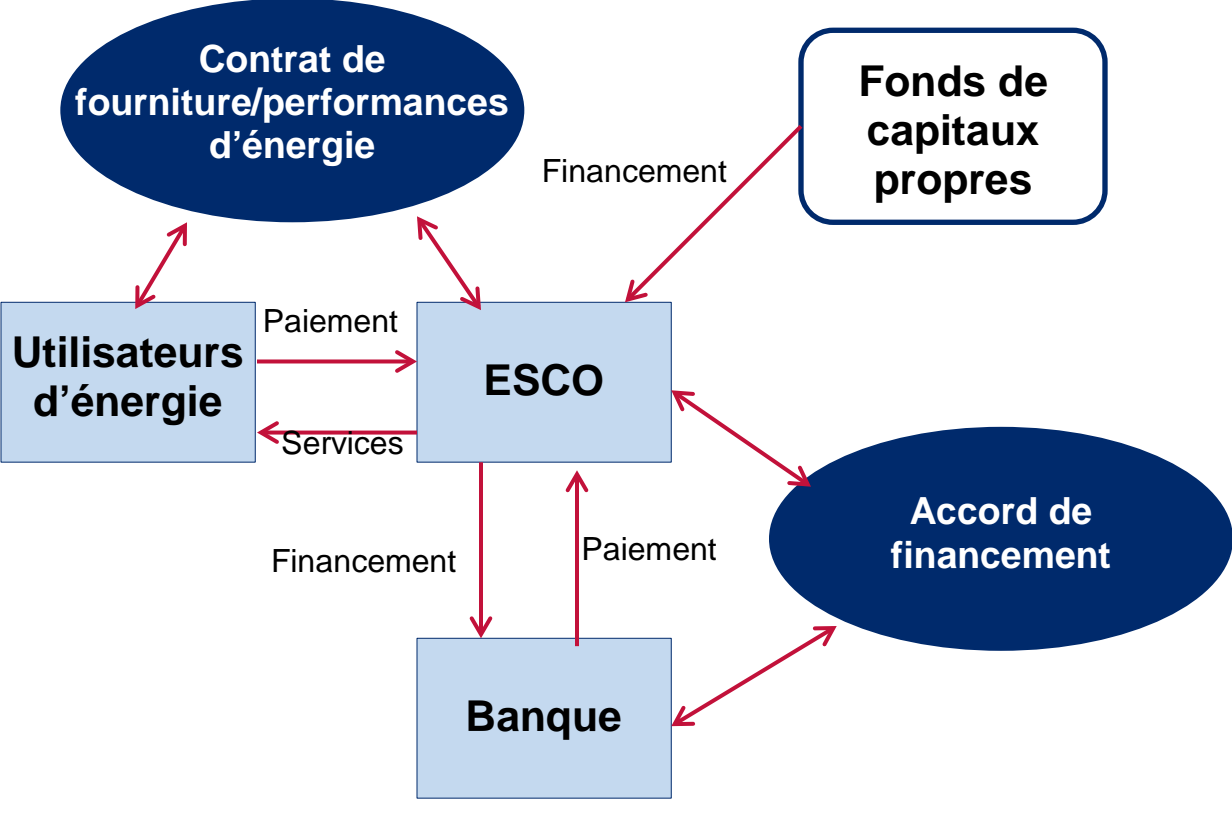 Contrat de
fourniture/performances
d’énergie
Fonds de
capitaux
propres
Financement
Paiement
Utilisateurs
d’énergie
ESCO
Services
Accord de
financement
Financement
Paiement
Banque